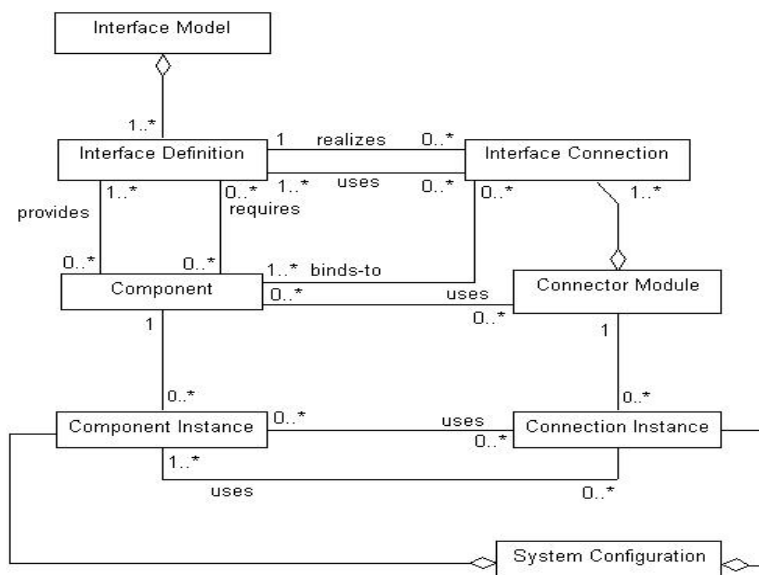 Interface Model
1..*
1 realizes 0..*
Interface Definition
Interface Connection
1..* 0..* 1..* uses 0..* 0..* 1..*
provides
requires
0..* 0..* 1..* binds-to
Component
Connector Module
0..* uses 0..*
1 1
0..* 0..*
Component Instance
Connection Instance
0..* uses 0..*
1..* uses 0..*
System Configuration